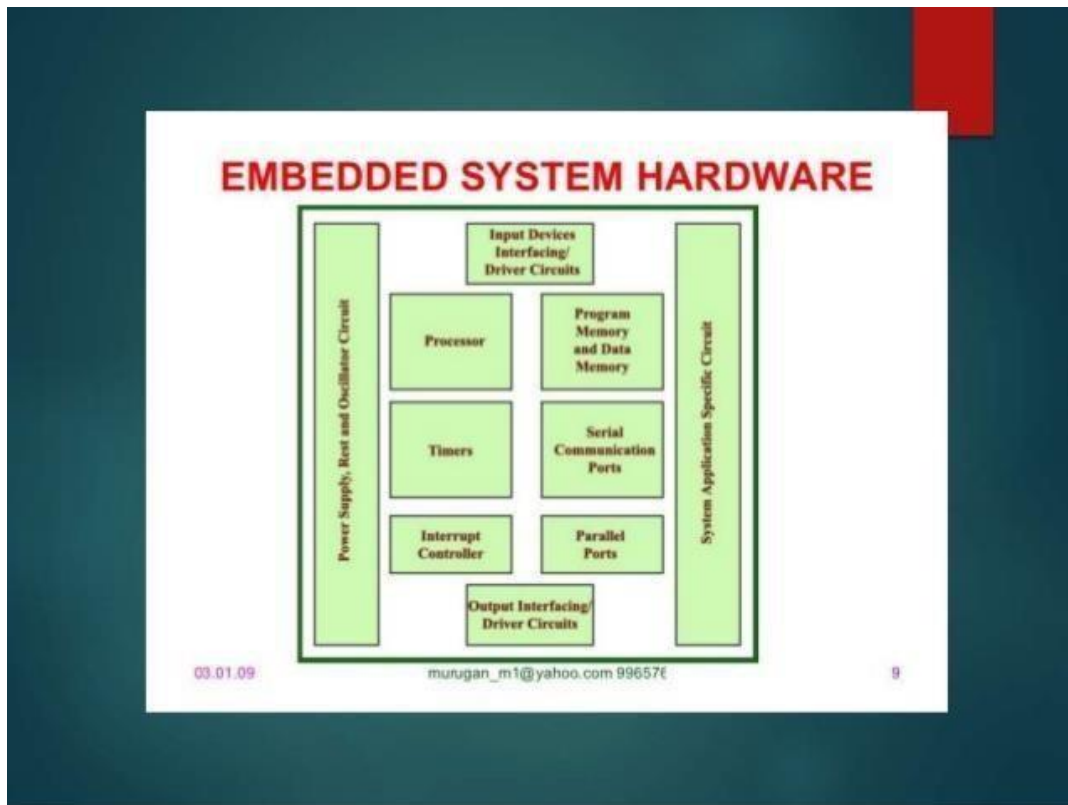 EMBEDDED SYSTEM HARDWARE
Power Supply, Rest and Oscillator Circuit
Input Devices
Interfacing/
Driver Circuits
Processor
Program
Memory
and Data
Memory
Timers
Serial
Communication
Ports
Interrupt
Controller
Parallel
Ports
Output Interfacing/
Driver Circuits
System Application Specific Circuit
03.01.09
murugan_m1@yahoo.com 996576
9